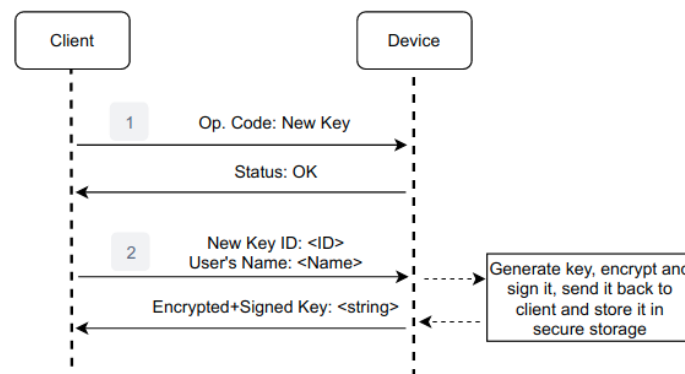 Client
Device
1
Op. Code: New Key
Status: OK
2
New Key ID: <ID>
User's Name: <Name>
Generate key, encrypt and
sign it, send it back to
client and store it in
secure storage
Encrypted+Signed Key: <string>